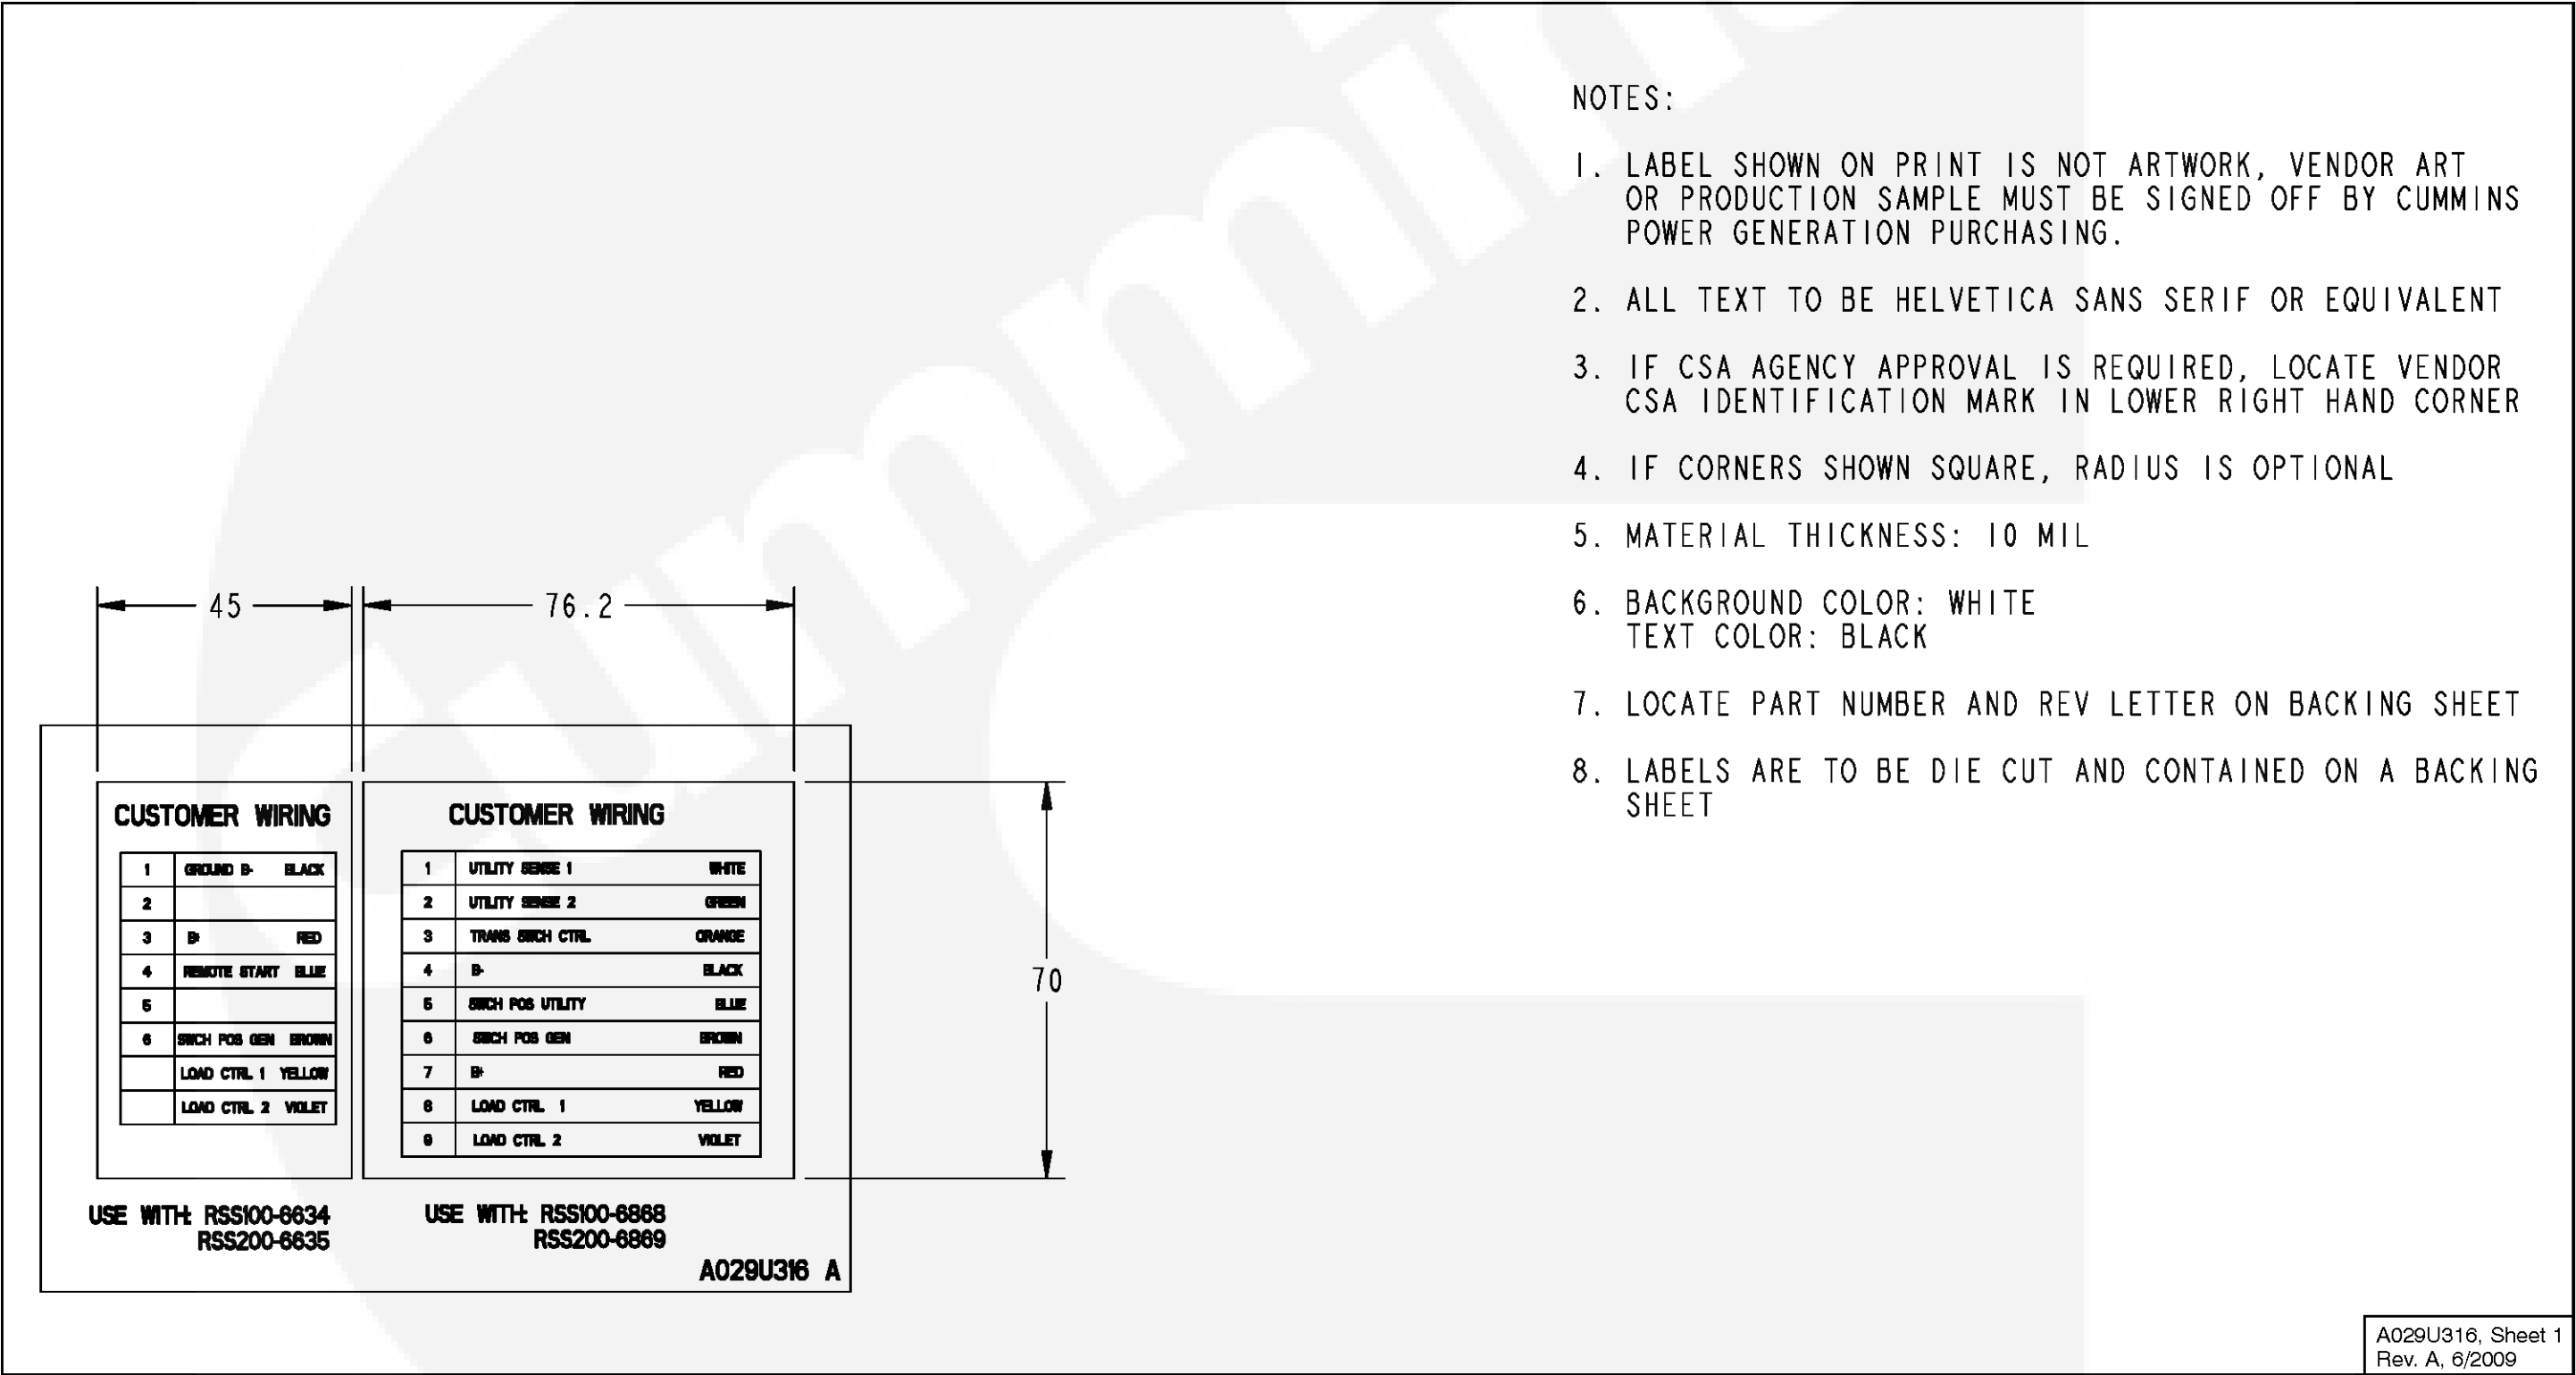 Cummins
NOTES:
1. LABEL SHOWN ON PRINT IS NOT ARTWORK, VENDOR ART
OR PRODUCTION SAMPLE MUST BE SIGNED OFF BY CUMMINS
POWER GENERATION PURCHASING.
2. ALL TEXT TO BE HELVETICA SANS SERIF OR EQUIVALENT
3. IF CSA AGENCY APPROVAL IS REQUIRED, LOCATE VENDOR
CSA IDENTIFICATION MARK IN LOWER RIGHT HAND CORNER
4. IF CORNERS SHOWN SQUARE, RADIUS IS OPTIONAL
5. MATERIAL THICKNESS: 10 MIL
6. BACKGROUND COLOR: WHITE
TEXT COLOR: BLACK
7. LOCATE PART NUMBER AND REV LETTER ON BACKING SHEET
8. LABELS ARE TO BE DIE CUT AND CONTAINED ON A BACKING
SHEET
45
76.2
70
CUSTOMER WIRING
1 GROUND B- BLACK
2
3 B+ RED
4 REMOTE START BLUE
5
6 SWCH POS GEN BROWN
LOAD CTRL 1 YELLOW
LOAD CTRL 2 VIOLET
USE WITH: RSS100-6634
RSS200-6635
CUSTOMER WIRING
1 UTILITY SENSE 1 WHITE
2 UTILITY SENSE 2 GREEN
3 TRANS SWCH CTRL ORANGE
4 B- BLACK
5 SWCH POS UTILITY BLUE
6 SWCH POS GEN BROWN
7 B+ RED
8 LOAD CTRL 1 YELLOW
9 LOAD CTRL 2 VIOLET
USE WITH: RSS100-6868
RSS200-6869
A029U316 A
A029U316, Sheet 1
Rev. A, 6/2009